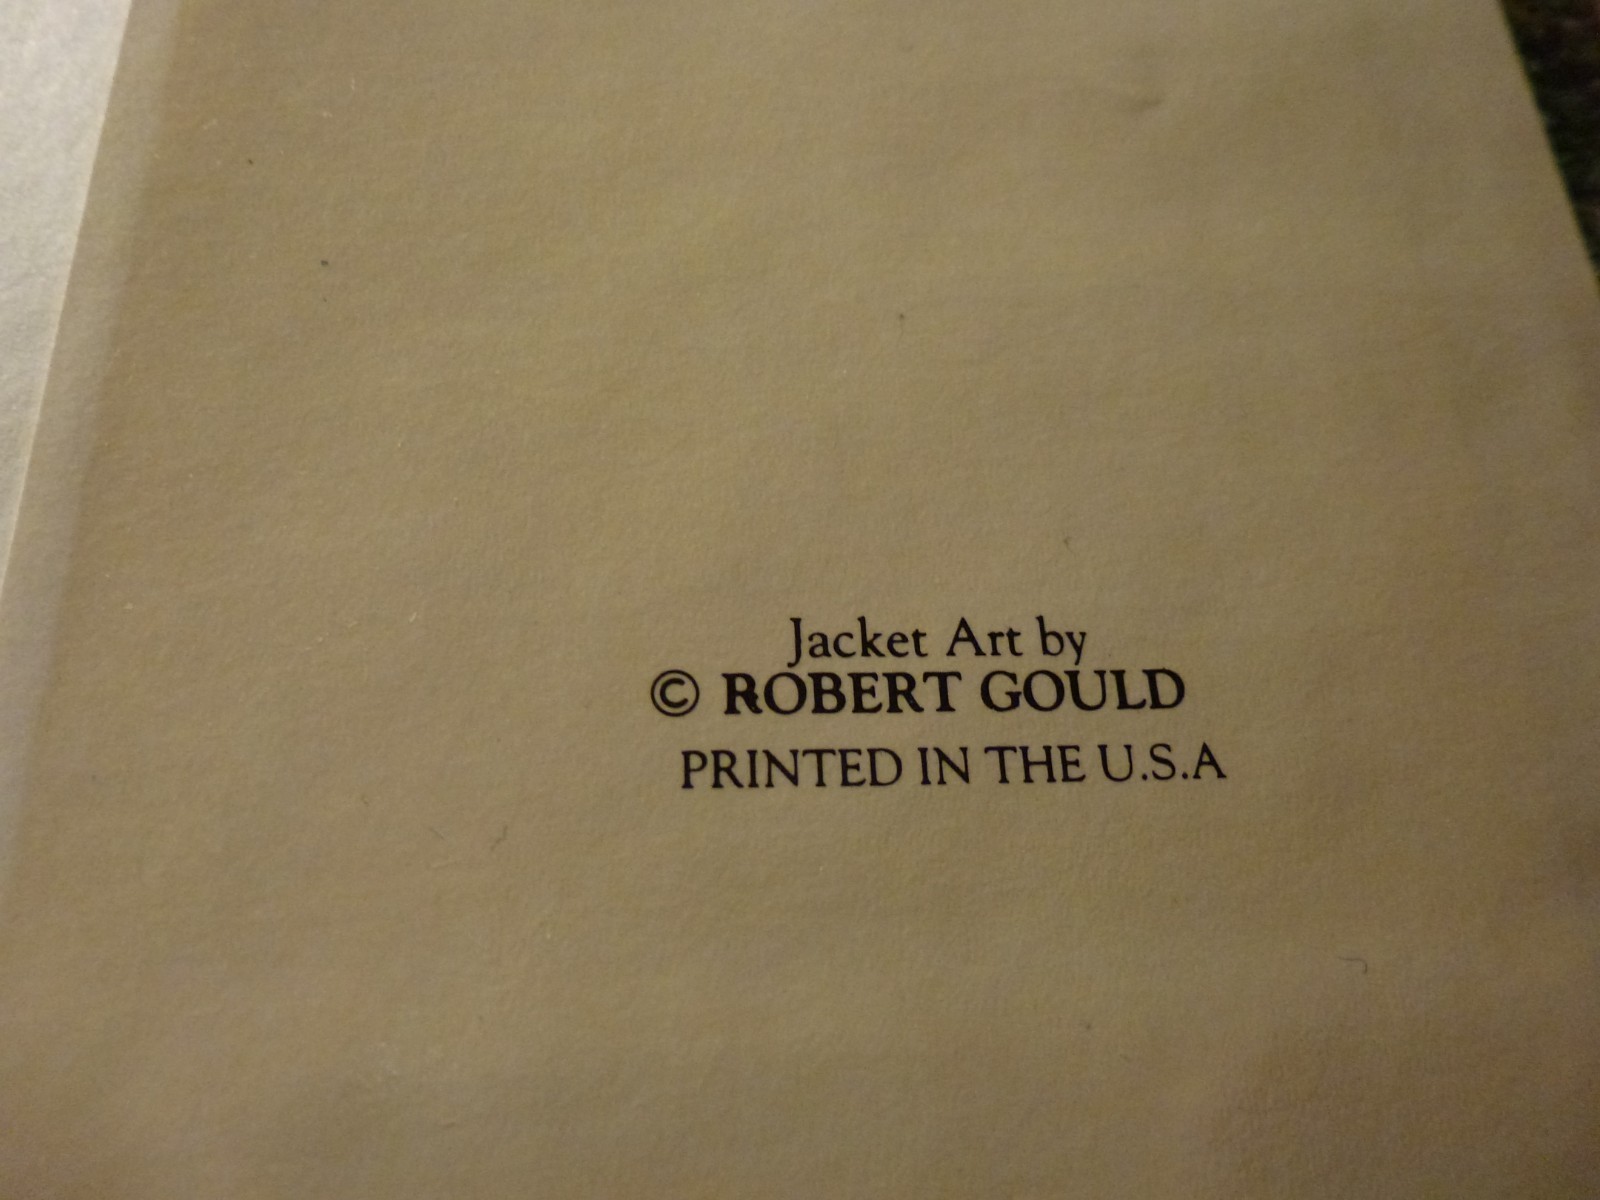 Jacket Art by
© ROBERT GOULD
PRINTED IN THE U.S.A